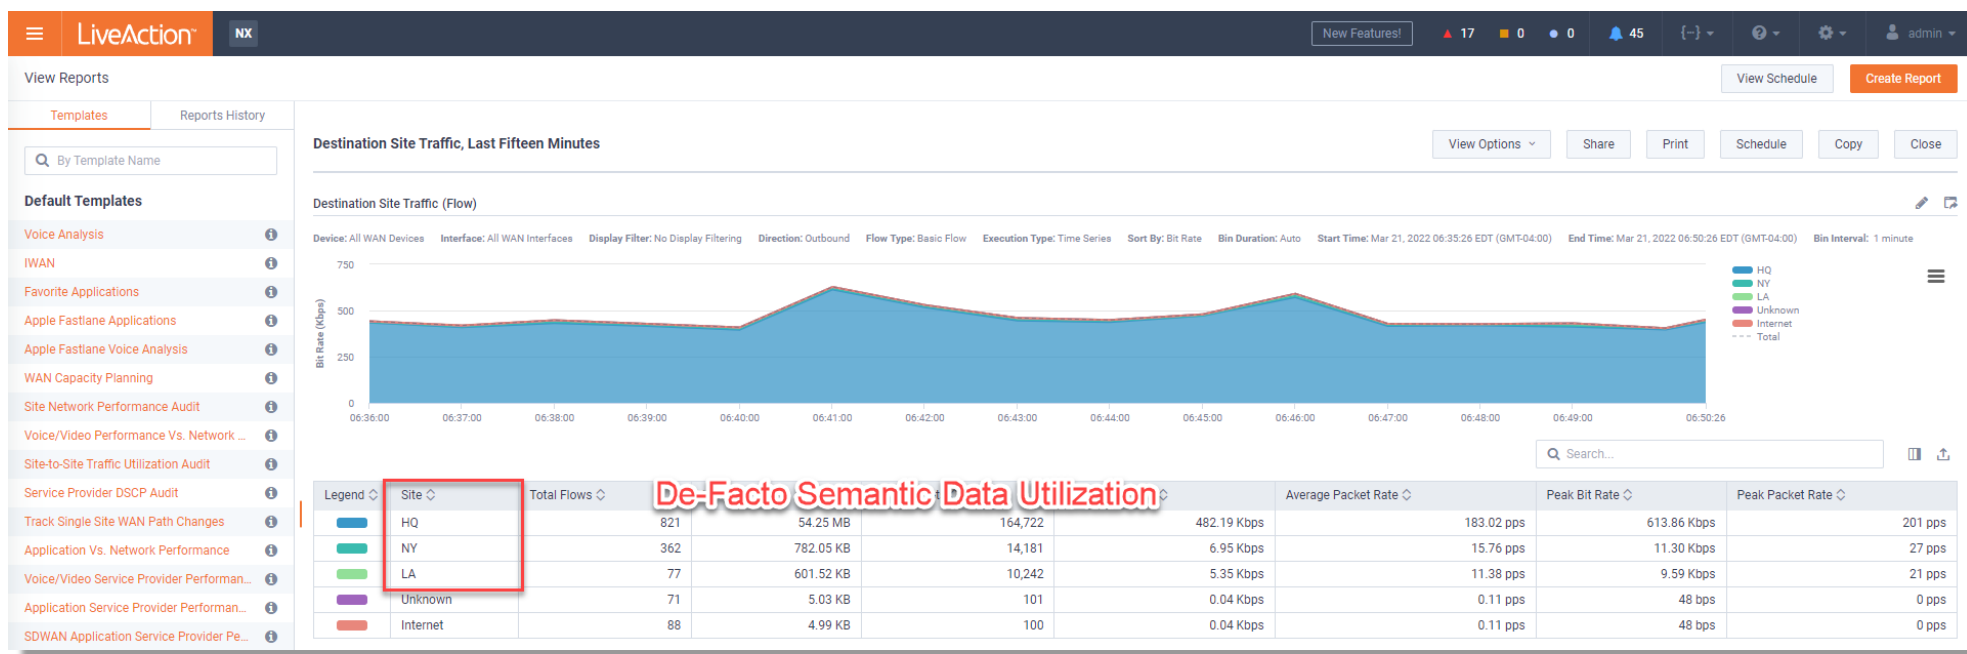 LiveAction
NX
New Features!
17
0
0
45
{-}
admin
View Reports
View Schedule
Create Report
Templates
Reports History
By Template Name
Default Templates
Voice Analysis
IWAN
Favorite Applications
Apple Fastlane Applications
Apple Fastlane Voice Analysis
WAN Capacity Planning
Site Network Performance Audit
Voice/Video Performance Vs. Network ...
Site-to-Site Traffic Utilization Audit
Service Provider DSCP Audit
Track Single Site WAN Path Changes
Application Vs. Network Performance
Voice/Video Service Provider Performan...
Application Service Provider Performan...
SDWAN Application Service Provider Pe...
Destination Site Traffic, Last Fifteen Minutes
View Options
Share
Print
Schedule
Copy
Close
Destination Site Traffic (Flow)
Device: All WAN Devices Interface: All WAN Interfaces Display Filter: No Display Filtering Direction: Outbound Flow Type: Basic Flow Execution Type: Time Series Sort By: Bit Rate Bin Duration: Auto Start Time: Mar 21, 2022 06:35:26 EDT (GMT-04:00) End Time: Mar 21, 2022 06:50:26 EDT (GMT-04:00) Bin Interval: 1 minute
Bit Rate (Kbps)
750
500
250
0
06:36:00 06:37:00 06:38:00 06:39:00 06:40:00 06:41:00 06:42:00 06:43:00 06:44:00 06:45:00 06:46:00 06:47:00 06:48:00 06:49:00 06:50:26
HQ
NY
LA
Unknown
Internet
Total
Search...
De-Facto Semantic Data Utilization
Legend Site Total Flows Average Packet Rate Peak Bit Rate Peak Packet Rate
HQ 821 54.25 MB 164,722 482.19 Kbps 183.02 pps 613.86 Kbps 201 pps
NY 362 782.05 KB 14,181 6.95 Kbps 15.76 pps 11.30 Kbps 27 pps
LA 77 601.52 KB 10,242 5.35 Kbps 11.38 pps 9.59 Kbps 21 pps
Unknown 71 5.03 KB 101 0.04 Kbps 0.11 pps 48 bps 0 pps
Internet 88 4.99 KB 100 0.04 Kbps 0.11 pps 48 bps 0 pps